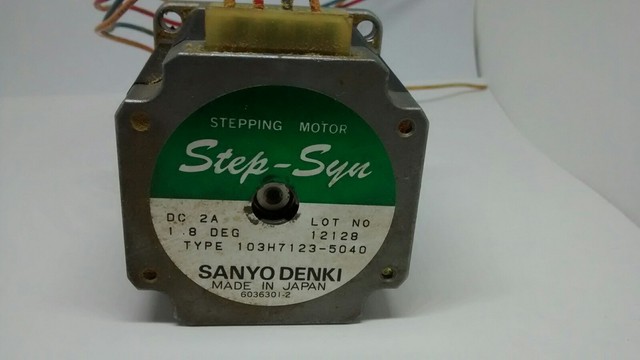 STEPPING MOTOR
Step-Syn
DC 2A LOT NO
1.8 DEG 12128
TYPE 103H7123-5040
SANYO DENKI
MADE IN JAPAN
6036301-2